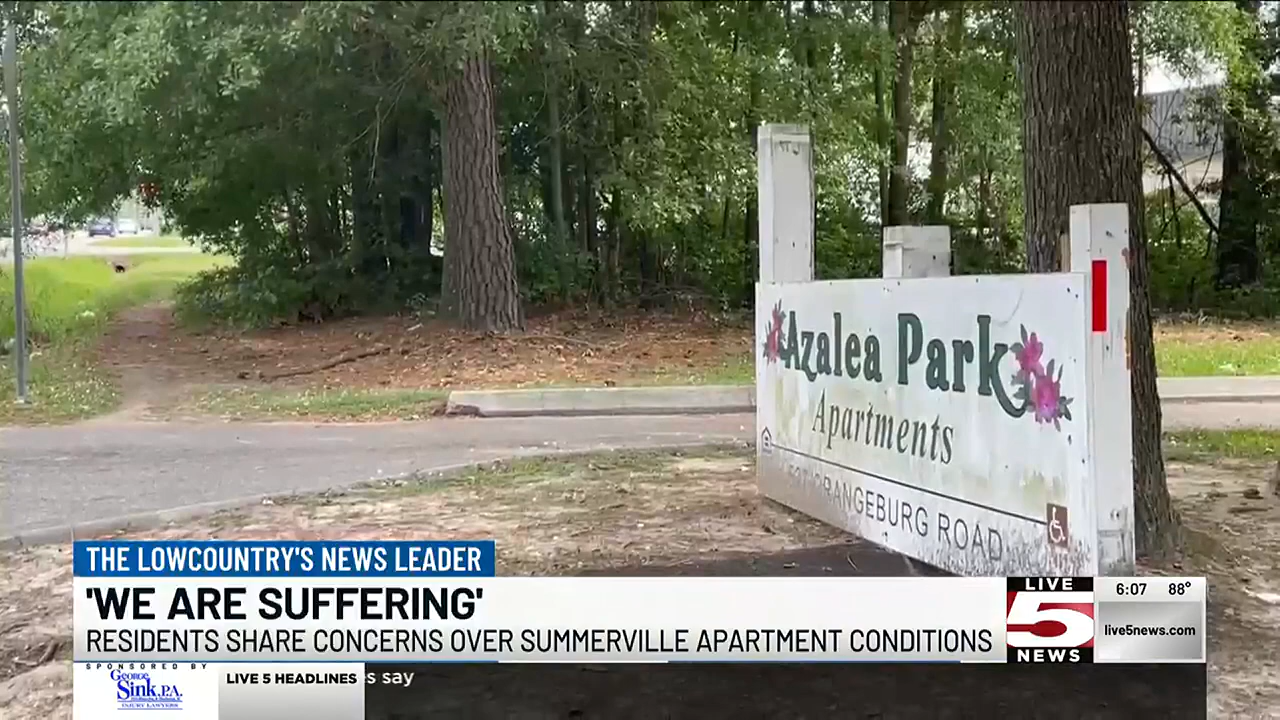 Azalea Park
Apartments
ORANGEBURG ROAD
THE LOWCOUNTRY'S NEWS LEADER
'WE ARE SUFFERING'
RESIDENTS SHARE CONCERNS OVER SUMMERVILLE APARTMENT CONDITIONS
LIVE
5
NEWS
6:07 88°
live5news.com
SPONSORED BY
George
Sink, P.A.
INJURY LAWYERS
LIVE 5 HEADLINES
say